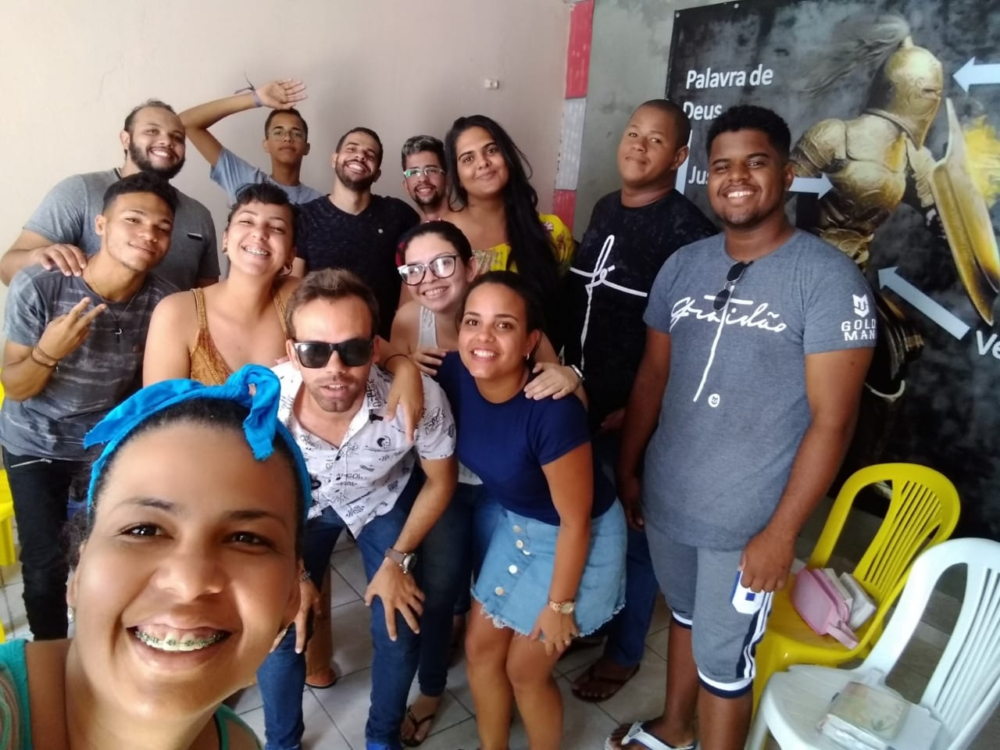 Palavra de
Deus
Jus
Ve
fé
Gratidão
GOLD
MAN